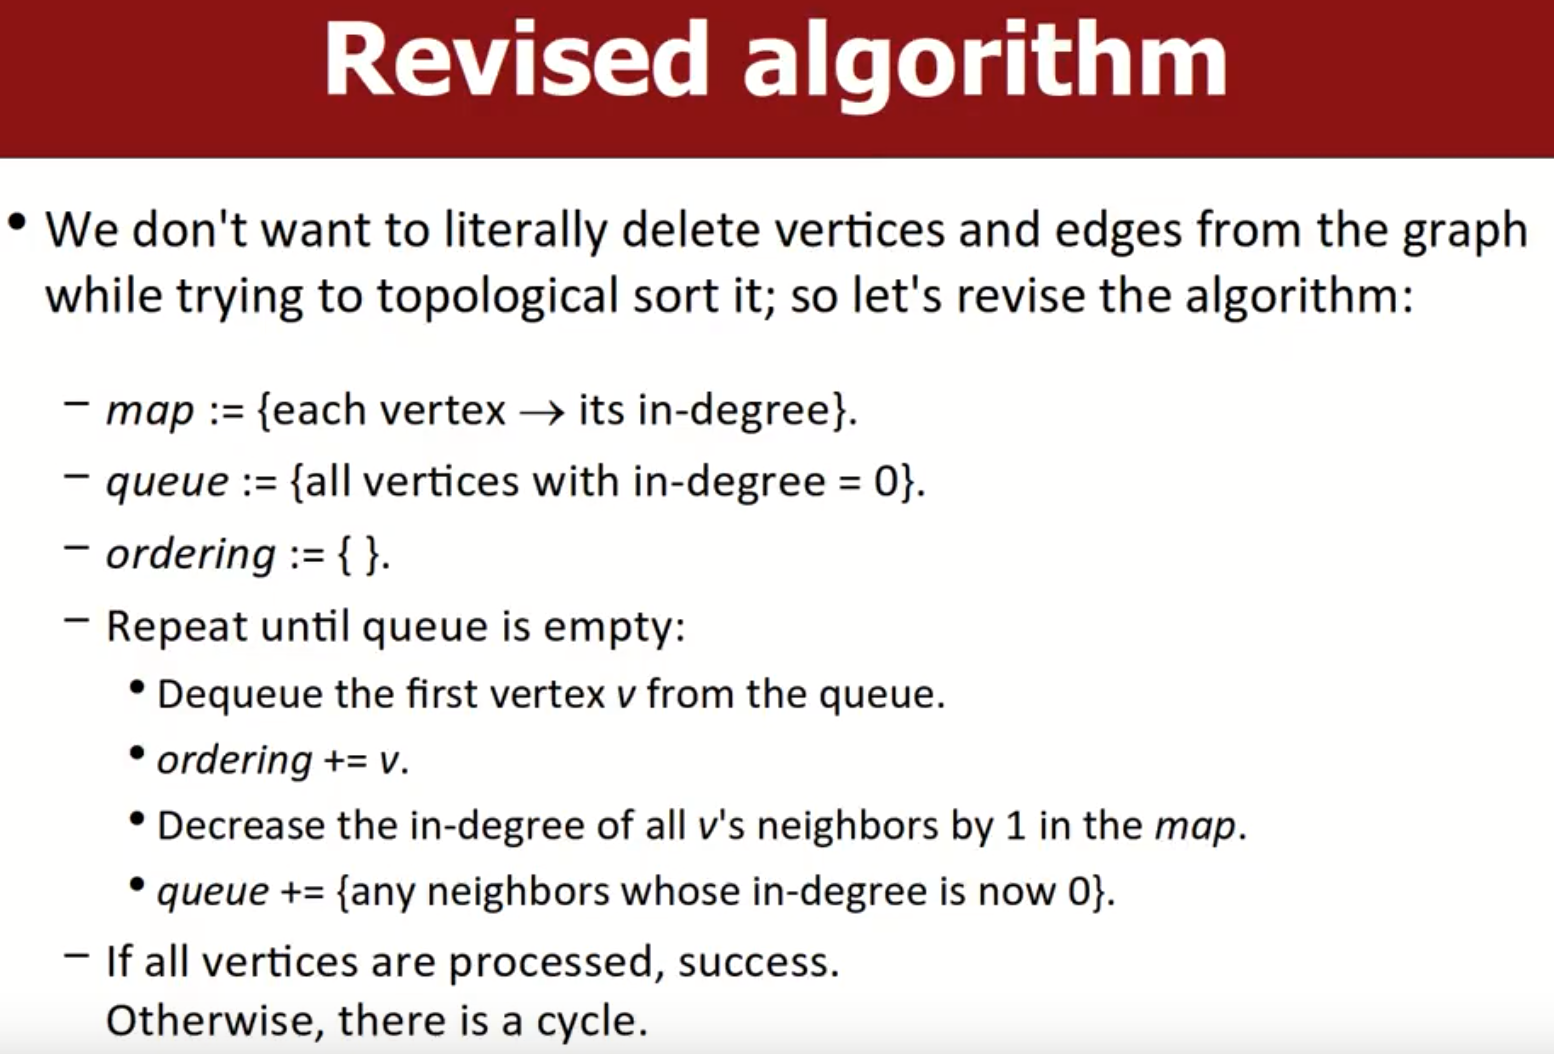 Revised algorithm
• We don't want to literally delete vertices and edges from the graph
while trying to topological sort it; so let's revise the algorithm:
– map := {each vertex → its in-degree}.
– queue := {all vertices with in-degree = 0}.
– ordering := { }.
– Repeat until queue is empty:
• Dequeue the first vertex v from the queue.
• ordering += v.
• Decrease the in-degree of all v's neighbors by 1 in the map.
• queue += {any neighbors whose in-degree is now 0}.
– If all vertices are processed, success.
Otherwise, there is a cycle.